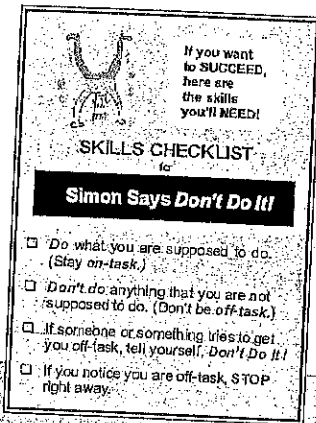 If you want
to SUCCEED,
here are
the skills
you'll NEED!
SKILLS CHECKLIST
for
Simon Says Don't Do It!
Do what you are supposed to do.
(Stay on-task.)
Don't do anything that you are not
supposed to do. (Don't be off-task.)
If someone or something tries to get
you off-task, tell yourself, Don't Do It!
If you notice you are off-task, STOP
right away.